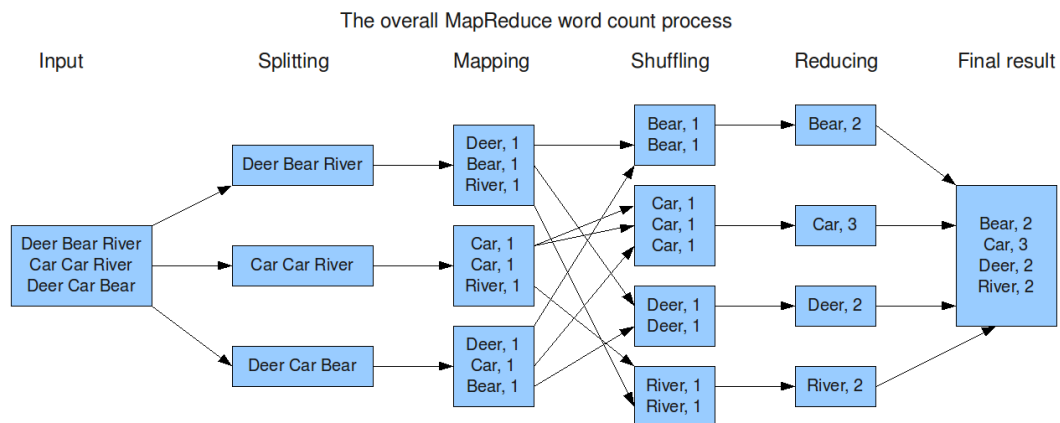 The overall MapReduce word count process
Input
Splitting
Mapping
Shuffling
Reducing
Final result
Deer Bear River
Car Car River
Deer Car Bear
Deer Bear River
Car Car River
Deer Car Bear
Deer, 1
Bear, 1
River, 1
Car, 1
Car, 1
River, 1
Deer, 1
Car, 1
Bear, 1
Bear, 1
Bear, 1
Car, 1
Car, 1
Car, 1
Deer, 1
Deer, 1
River, 1
River, 1
Bear, 2
Car, 3
Deer, 2
River, 2
Bear, 2
Car, 3
Deer, 2
River, 2